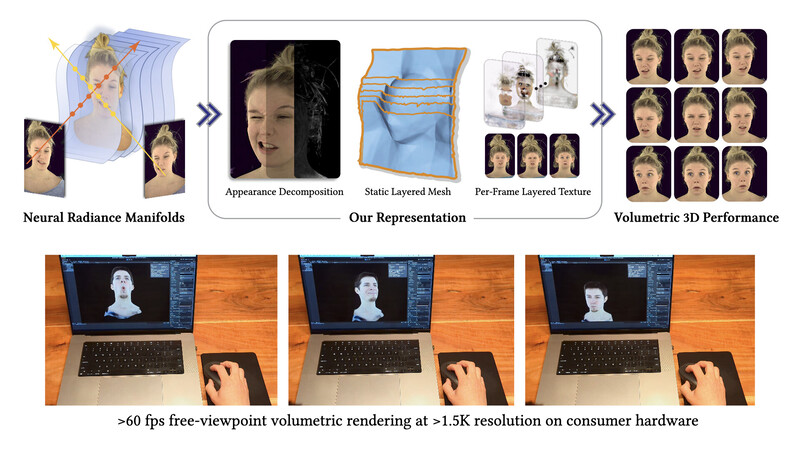 Appearance Decomposition
Static Layered Mesh
Per-Frame Layered Texture
Neural Radiance Manifolds
Our Representation
Volumetric 3D Performance
>60 fps free-viewpoint volumetric rendering at >1.5K resolution on consumer hardware